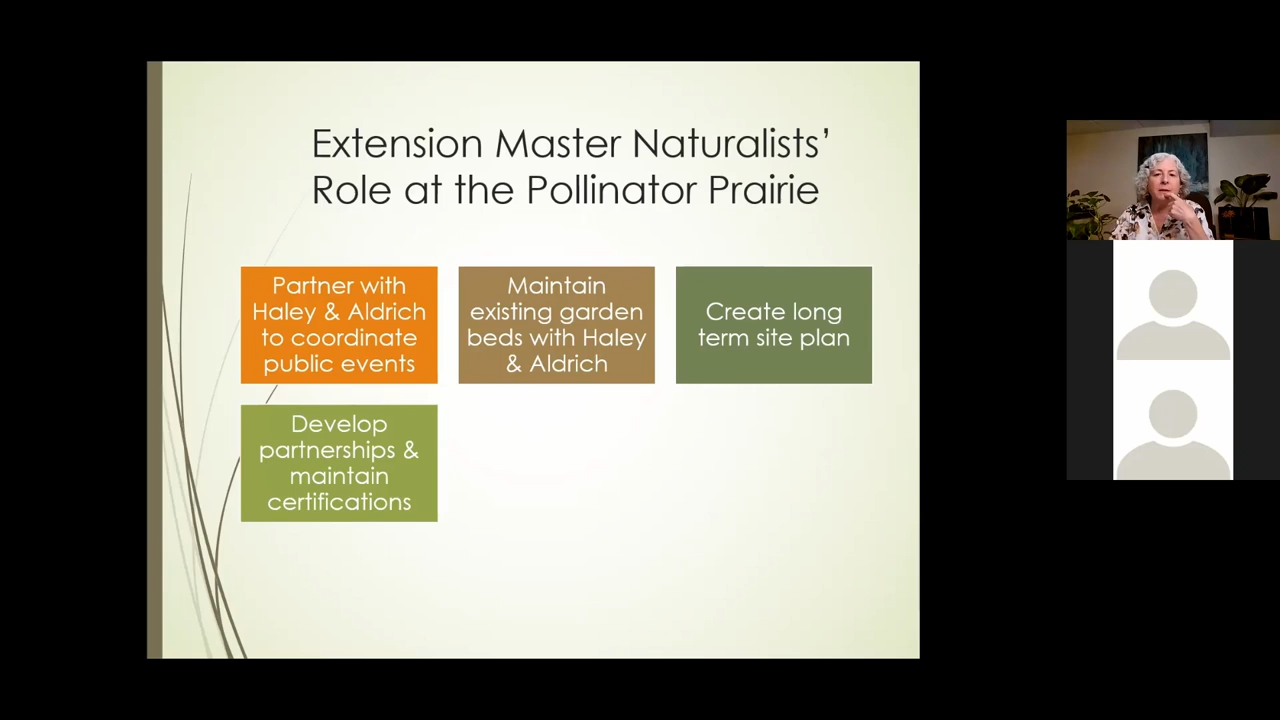 Extension Master Naturalists’
Role at the Pollinator Prairie
Partner with
Haley & Aldrich
to coordinate
public events
Maintain
existing garden
beds with Haley
& Aldrich
Create long
term site plan
Develop
partnerships &
maintain
certifications